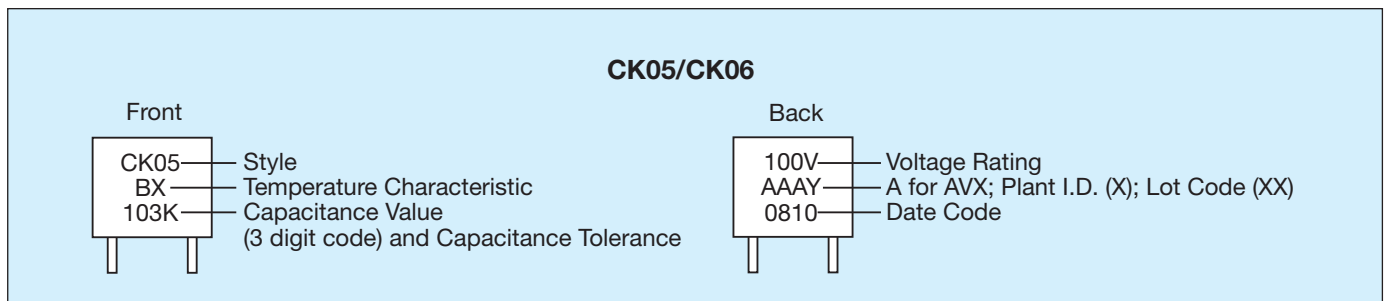 CK05/CK06
Front
CK05 Style
BX Temperature Characteristic
103K Capacitance Value
(3 digit code) and Capacitance Tolerance
Back
100V Voltage Rating
AAAY A for AVX; Plant I.D. (X); Lot Code (XX)
0810 Date Code